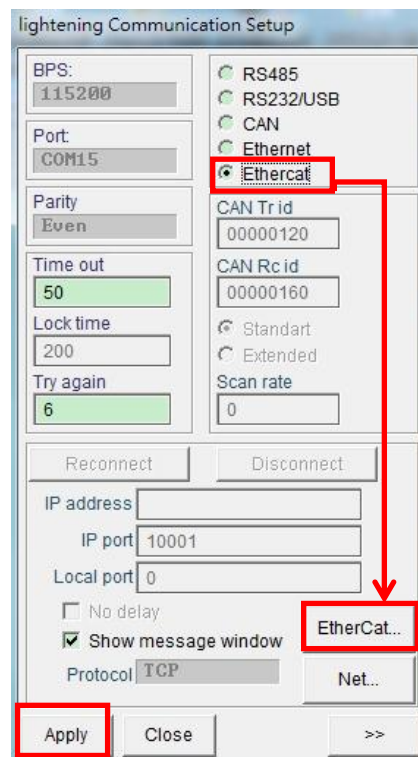 lightening Communication Setup
BPS:
115200
Port:
COM15
Parity
Even
Time out
50
Lock time
200
Try again
6
RS485
RS232/USB
CAN
Ethernet
Ethercat
CAN Tr id
00000120
CAN Rc id
00000160
Standart
Extended
Scan rate
0
Reconnect
Disconnect
IP address
IP port 10001
Local port 0
No delay
Show message window
Protocol TCP
EtherCat...
Net...
Apply
Close
>>